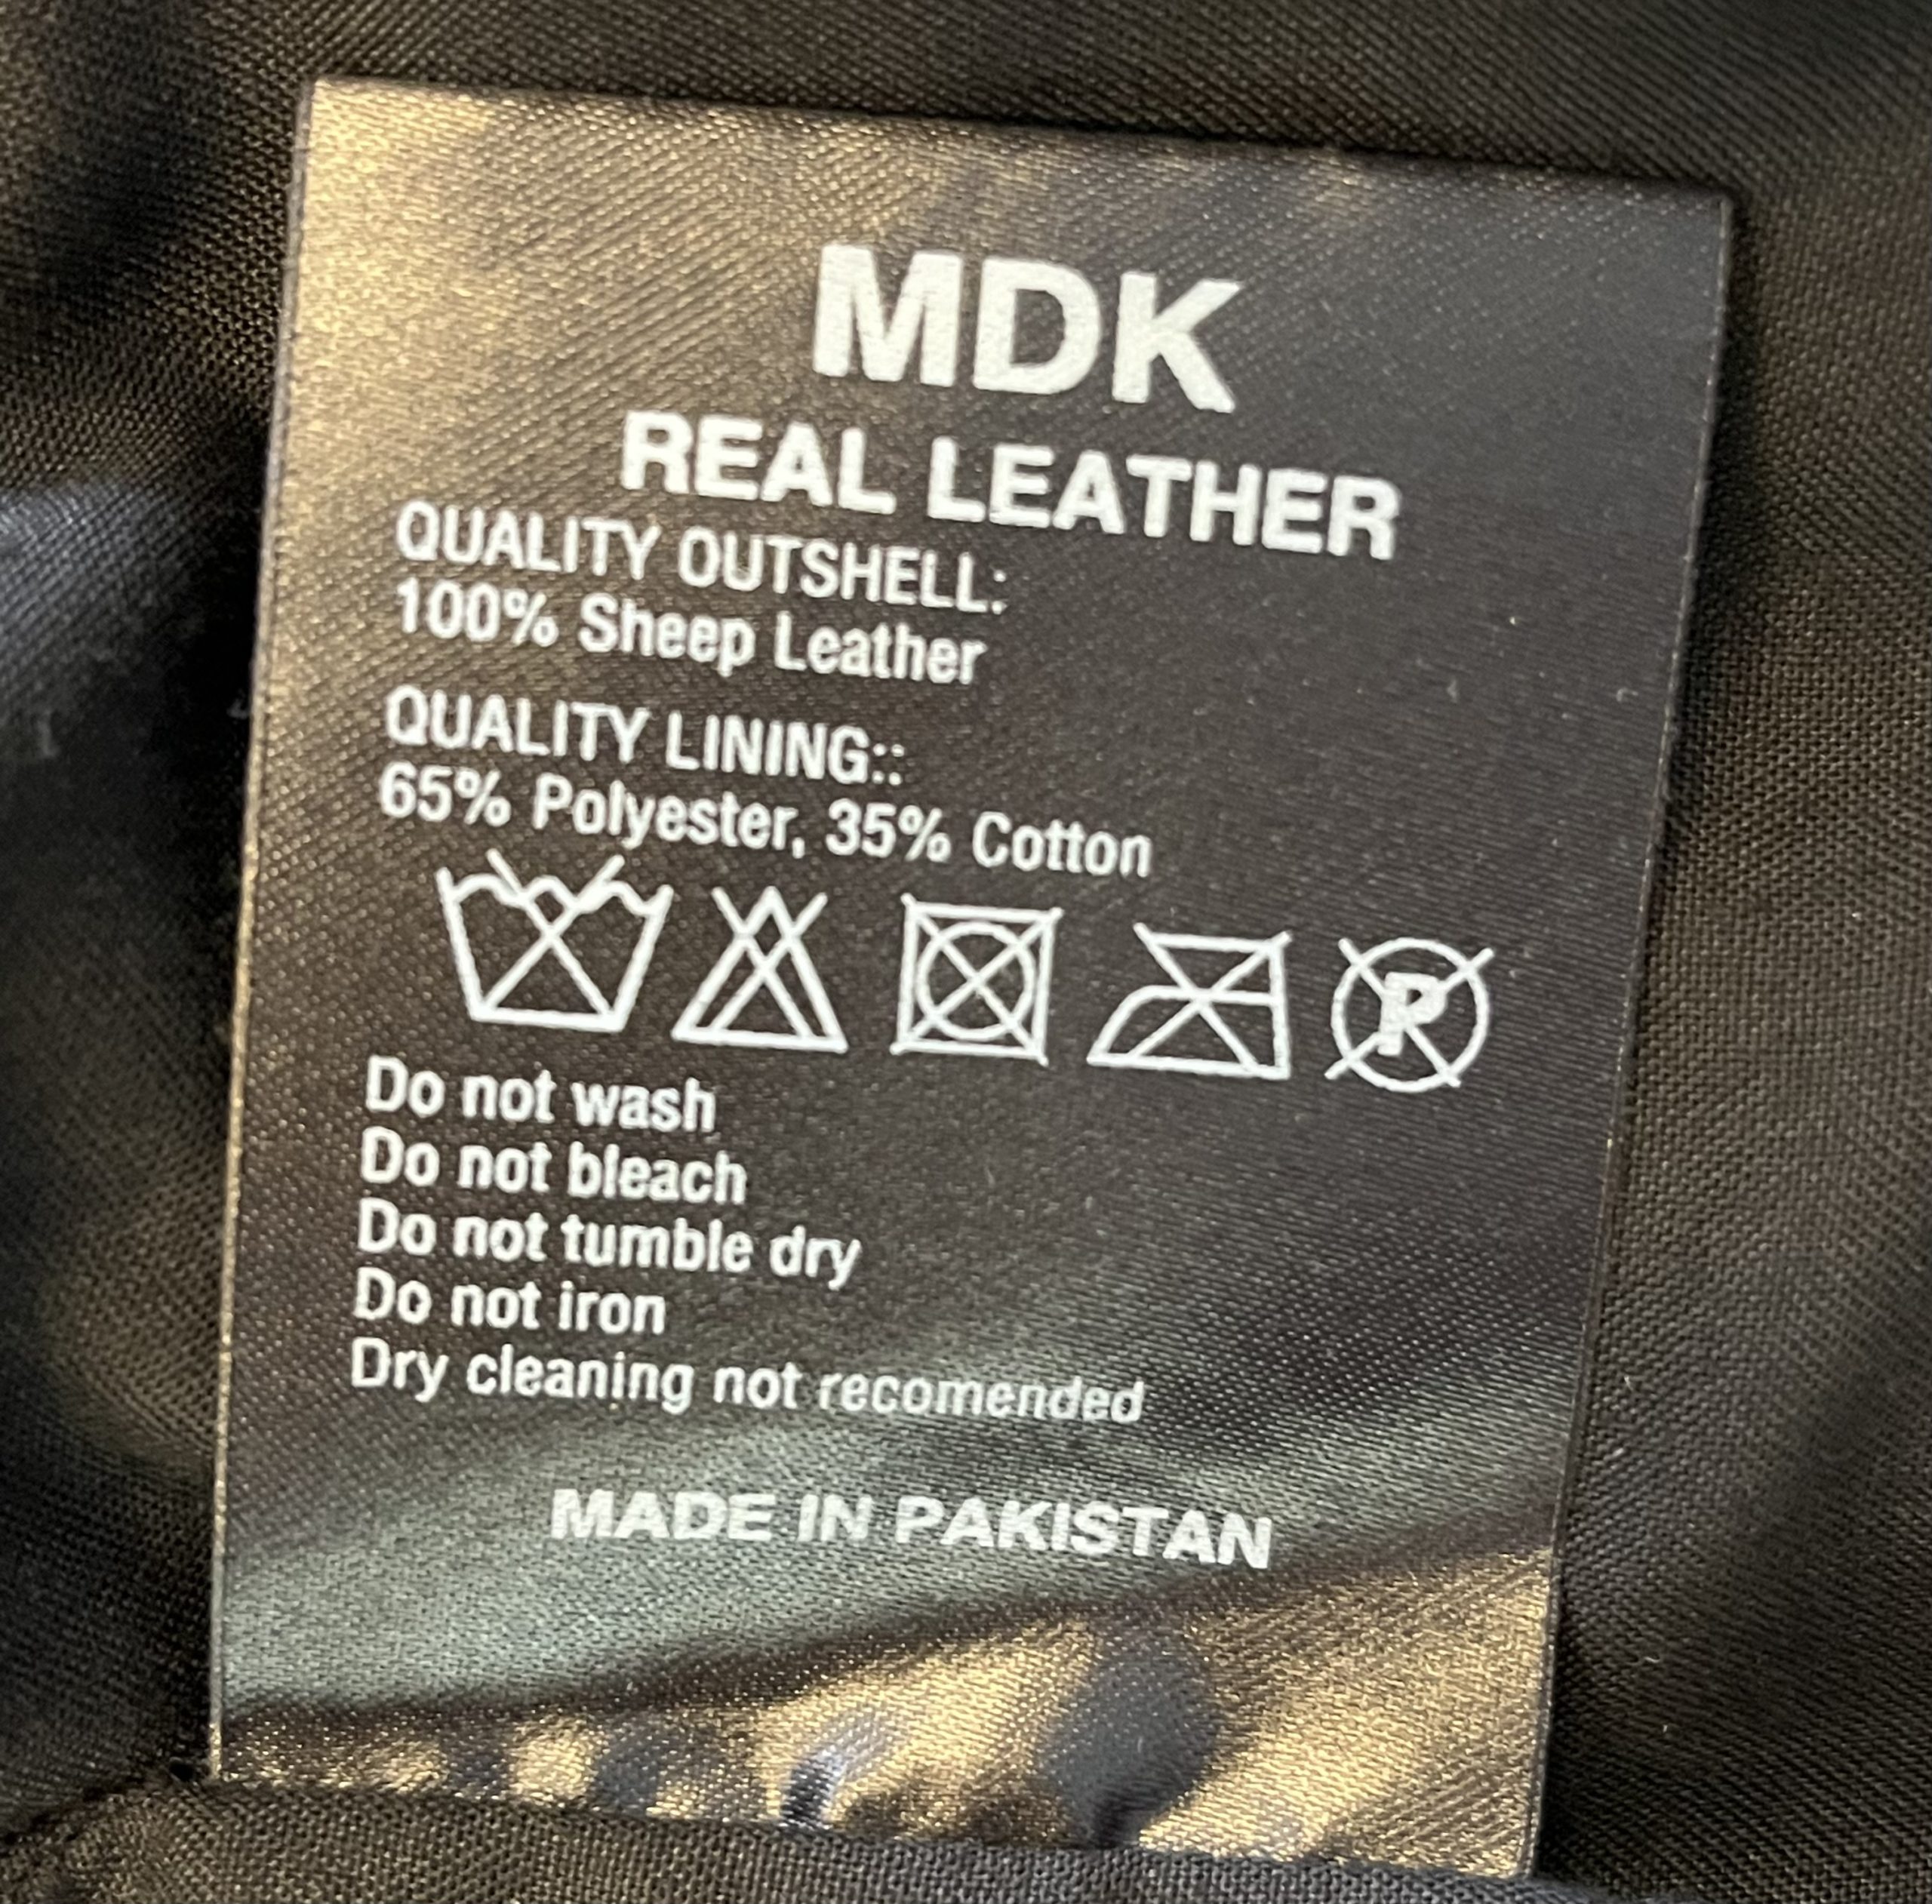 MDK
REAL LEATHER
QUALITY OUTSHELL:
100% Sheep Leather
QUALITY LINING::
65% Polyester, 35% Cotton
P
Do not wash
Do not bleach
Do not tumble dry
Do not iron
Dry cleaning not recomended
MADE IN PAKISTAN